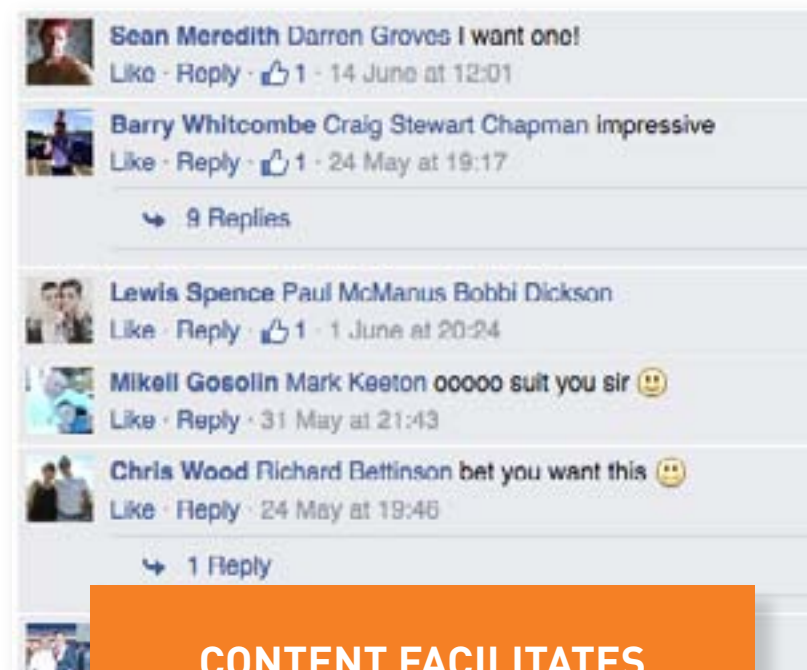 Sean Meredith Darren Groves I want one!
Like · Reply · 1 · 14 June at 12:01
Barry Whitcombe Craig Stewart Chapman impressive
Like · Reply · 1 · 24 May at 19:17
9 Replies
Lewis Spence Paul McManus Bobbi Dickson
Like · Reply · 1 · 1 June at 20:24
Mikell Gosolin Mark Keeton ooooo suit you sir
Like · Reply · 31 May at 21:43
Chris Wood Richard Bettinson bet you want this
Like · Reply · 24 May at 19:46
1 Reply
CONTENT FACILITATES